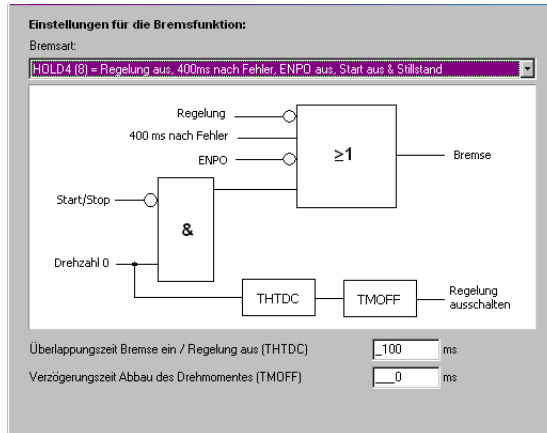 Einstellungen für die Bremsfunktion:
Bremsart:
HOLD4 (8) = Regelung aus, 400ms nach Fehler, ENPO aus, Start aus & Stillstand
Regelung
400 ms nach Fehler
ENPO
≥1
Bremse
Start/Stop
&
Drehzahl 0
THTDC
TMOFF
Regelung
ausschalten
Überlappungszeit Bremse ein / Regelung aus (THTDC)
_100 ms
Verzögerungszeit Abbau des Drehmomentes (TMOFF)
___0 ms